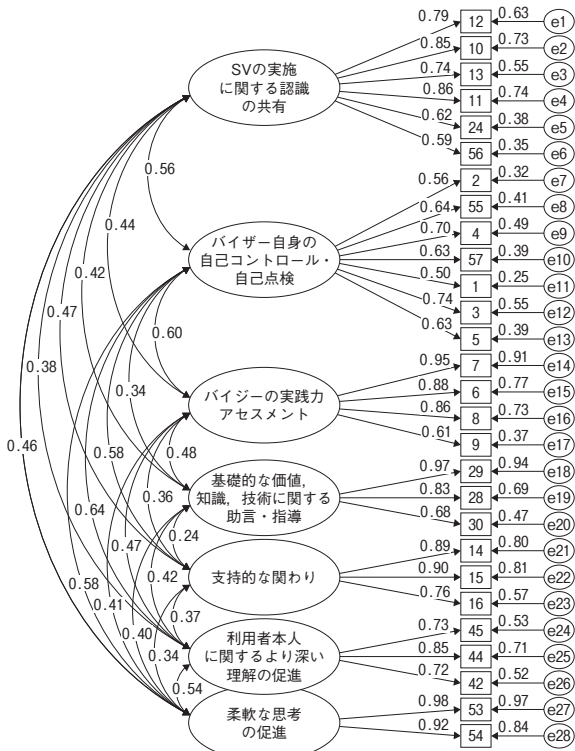 0.79 12 0.63 e1
0.85 10 0.73 e2
0.74 13 0.55 e3
0.86 11 0.74 e4
0.62 24 0.38 e5
0.59 56 0.35 e6
SVの実施
に関する認識
の共有
0.56
0.56 2 0.32 e7
0.64 55 0.41 e8
0.70 4 0.49 e9
0.63 57 0.39 e10
0.50 1 0.25 e11
0.74 3 0.55 e12
0.63 5 0.39 e13
0.44
バイザー自身の
自己コントロール・
自己点検
0.42
0.47
0.60
0.38
0.34
0.46
0.95 7 0.91 e14
0.88 6 0.77 e15
0.86 8 0.73 e16
0.61 9 0.37 e17
バイジーの実践力
アセスメント
0.58
0.48
0.97 29 0.94 e18
0.83 28 0.69 e19
0.68 30 0.47 e20
基礎的な価値,
知識, 技術に関する
助言・指導
0.36
0.64
0.24
0.47
0.89 14 0.80 e21
0.90 15 0.81 e22
0.76 16 0.57 e23
支持的な関わり
0.42
0.58
0.41
0.37
0.40
0.73 45 0.53 e24
0.85 44 0.71 e25
0.72 42 0.52 e26
利用者本人
に関するより深い
理解の促進
0.34
0.54
0.98 53 0.97 e27
0.92 54 0.84 e28
柔軟な思考
の促進